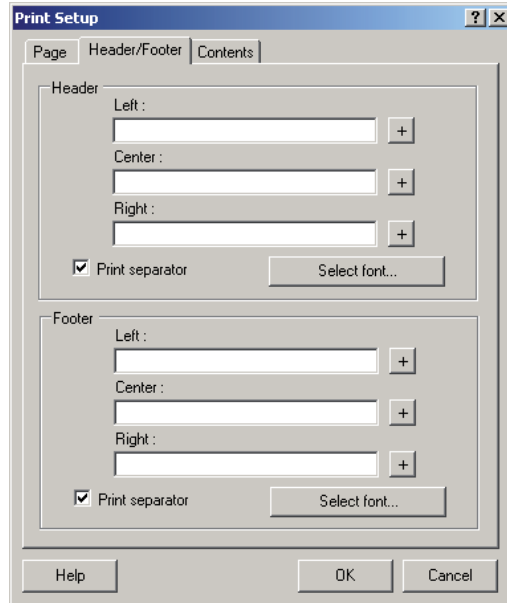 Print Setup
Page Header/Footer Contents
Header
Left :
+
Center :
+
Right :
+
Print separator Select font...
Footer
Left :
+
Center :
+
Right :
+
Print separator Select font...
Help OK Cancel